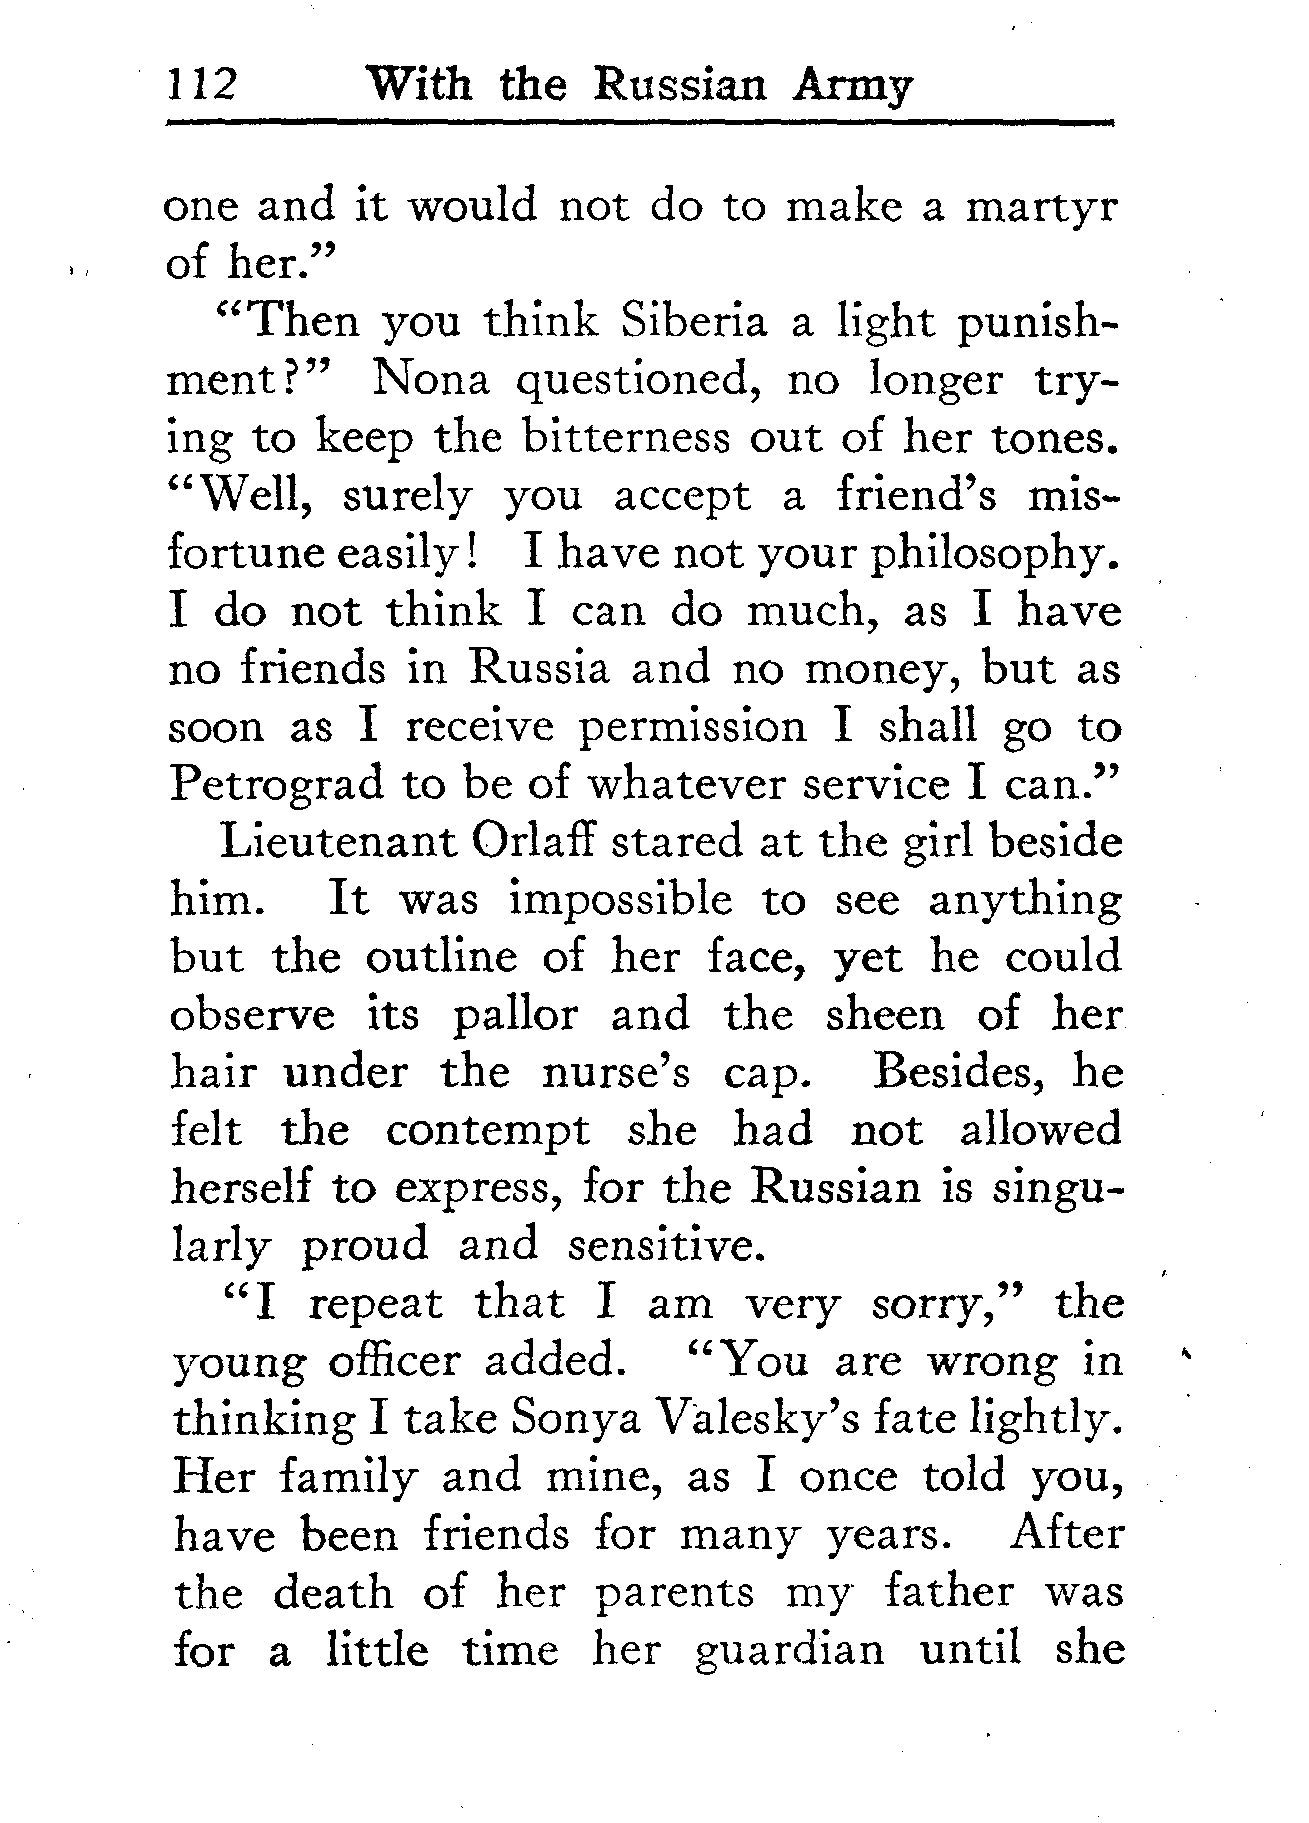 112 With the Russian Army
one and it would not do to make a martyr
of her.”
“Then you think Siberia a light punish-
ment?” Nona questioned, no longer try-
ing to keep the bitterness out of her tones.
“Well, surely you accept a friend’s mis-
fortune easily! I have not your philosophy.
I do not think I can do much, as I have
no friends in Russia and no money, but as
soon as I receive permission I shall go to
Petrograd to be of whatever service I can.”
Lieutenant Orlaff stared at the girl beside
him. It was impossible to see anything
but the outline of her face, yet he could
observe its pallor and the sheen of her
hair under the nurse’s cap. Besides, he
felt the contempt she had not allowed
herself to express, for the Russian is singu-
larly proud and sensitive.
“I repeat that I am very sorry,” the
young officer added. “You are wrong in
thinking I take Sonya Valesky’s fate lightly.
Her family and mine, as I once told you,
have been friends for many years. After
the death of her parents my father was
for a little time her guardian until she